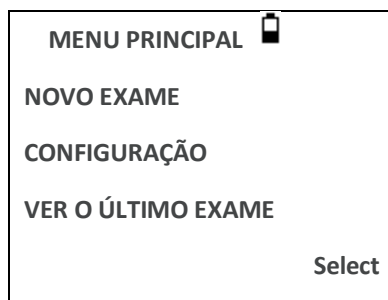 MENU PRINCIPAL
NOVO EXAME
CONFIGURAÇÃO
VER O ÚLTIMO EXAME
Select